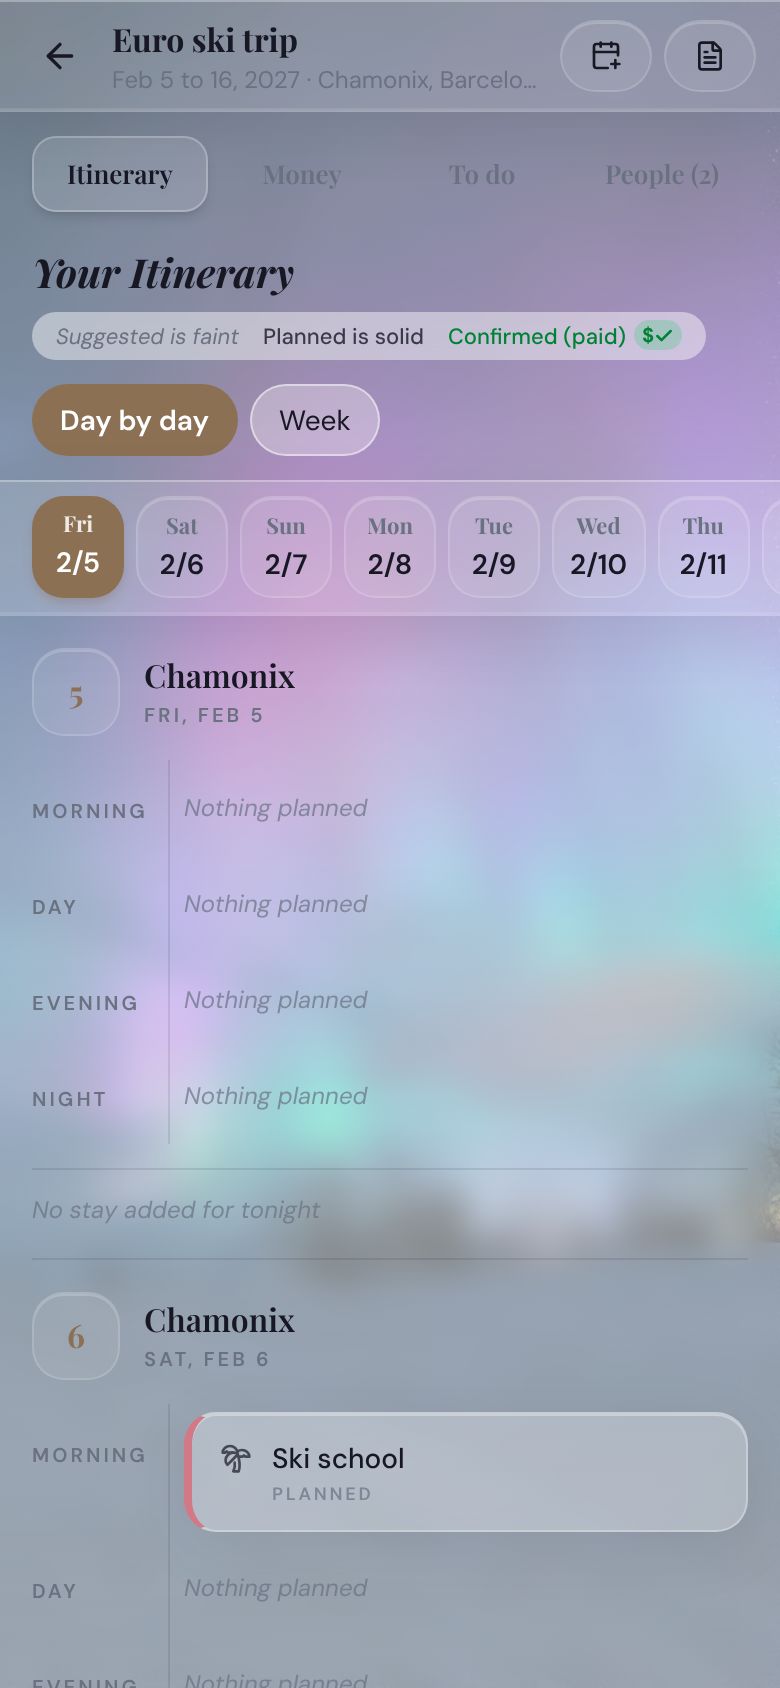 Euro ski trip
Feb 5 to 16, 2027 · Chamonix, Barcelo...
Itinerary Money To do People (2)
Your Itinerary
Suggested is faint Planned is solid Confirmed (paid) $✓
Day by day Week
Fri Sat Sun Mon Tue Wed Thu
2/5 2/6 2/7 2/8 2/9 2/10 2/11
5 Chamonix
FRI, FEB 5
MORNING Nothing planned
DAY Nothing planned
EVENING Nothing planned
NIGHT Nothing planned
No stay added for tonight
6 Chamonix
SAT, FEB 6
MORNING Ski school
PLANNED
DAY Nothing planned
EVENING Nothing planned